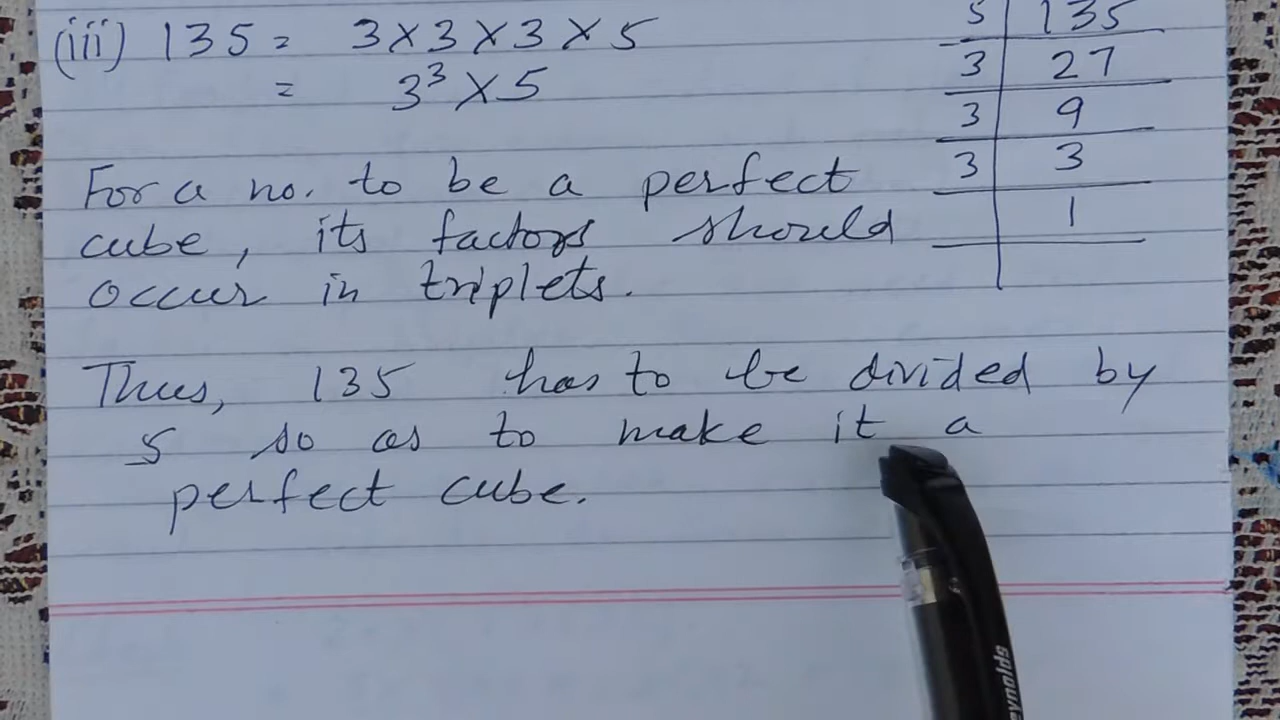 (iii) 135 = 3 × 3 × 3 × 5
= 3³ × 5
5 | 135
3 | 27
3 | 9
3 | 3
1
For a no. to be a perfect
cube, its factors should
occur in triplets.
Thus, 135 has to be divided by
5 so as to make it a
perfect cube.